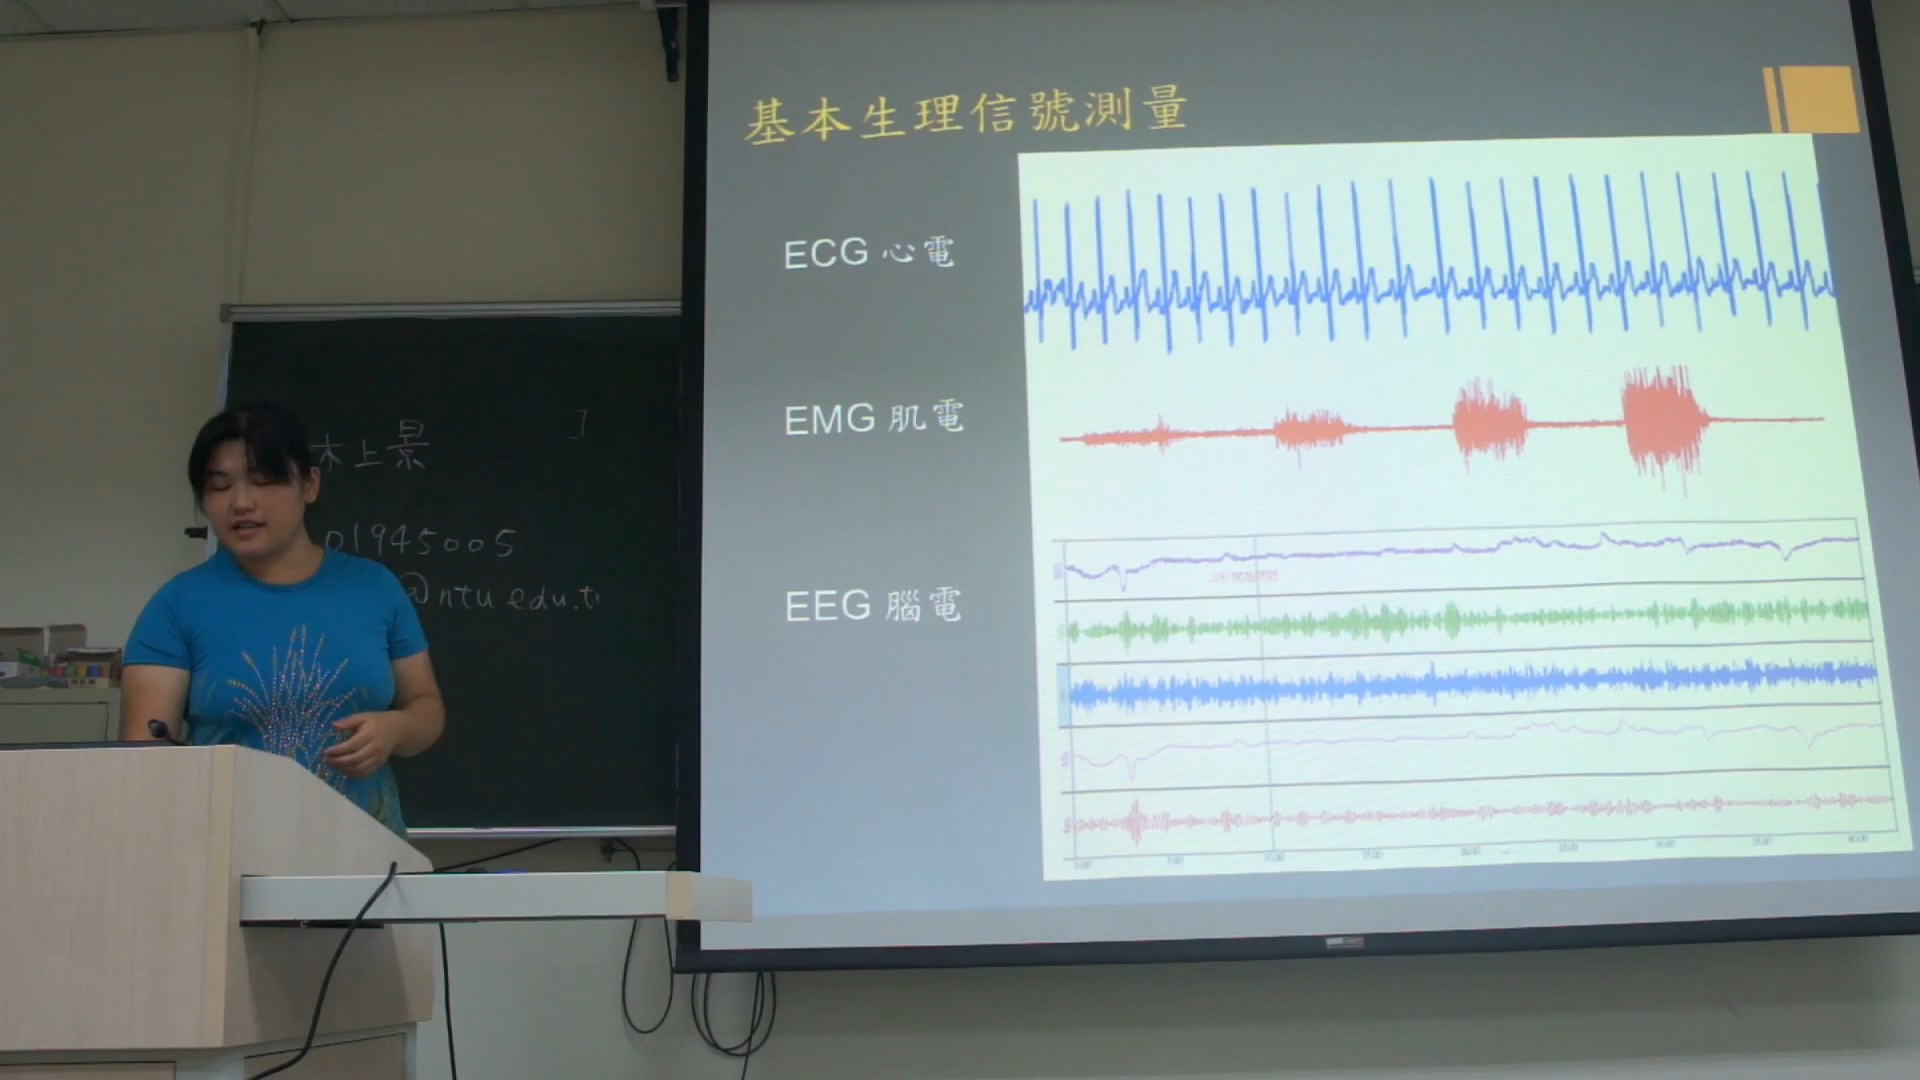 基本生理信號測量
ECG 心電
EMG 肌電
EEG 腦電
木上景
01945005
@ntu edu.t